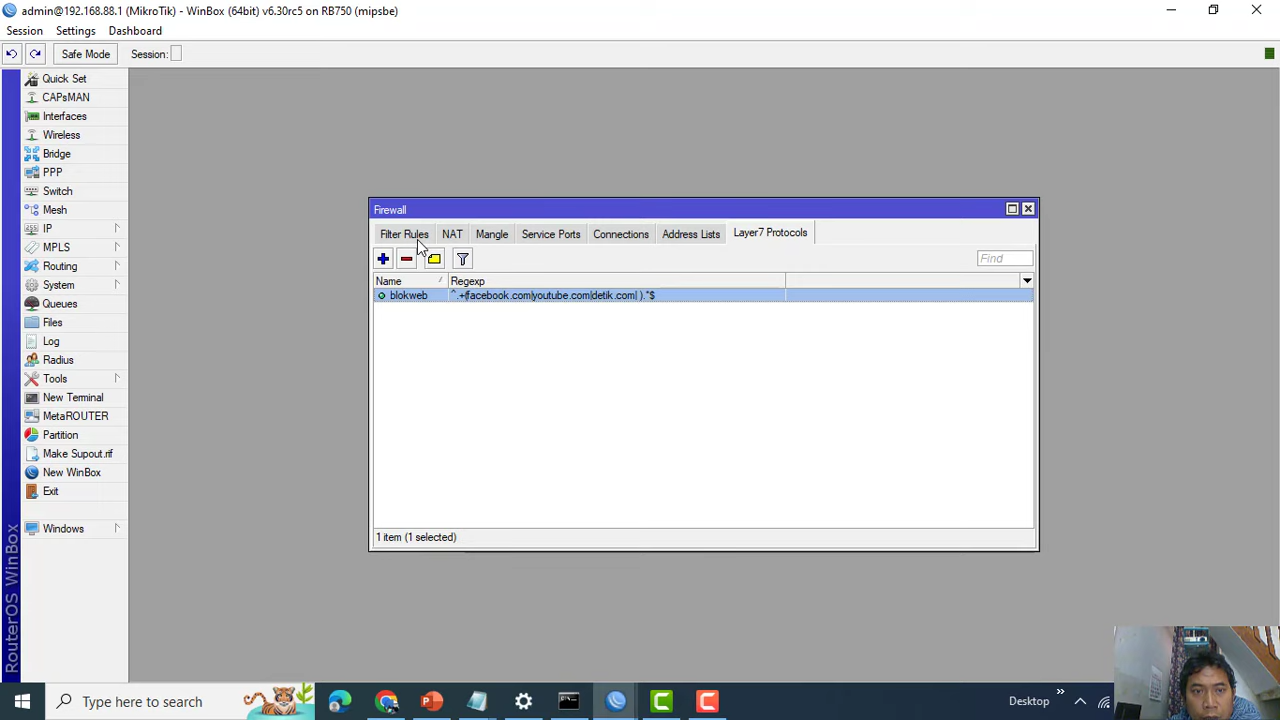 admin@192.168.88.1 (MikroTik) - WinBox (64bit) v6.30rc5 on RB750 (mipsbe)
Session Settings Dashboard
Safe Mode Session:
Quick Set
CAPsMAN
Interfaces
Wireless
Bridge
PPP
Switch
Mesh
IP
MPLS
Routing
System
Queues
Files
Log
Radius
Tools
New Terminal
MetaROUTER
Partition
Make Supout.rif
New WinBox
Exit
Windows
RouterOS WinBox
Firewall
Filter Rules NAT Mangle Service Ports Connections Address Lists Layer7 Protocols
Find
Name Regexp
blokweb ^.+(facebook.com|youtube.com|detik.com| ).*$
1 item (1 selected)
Type here to search
Desktop